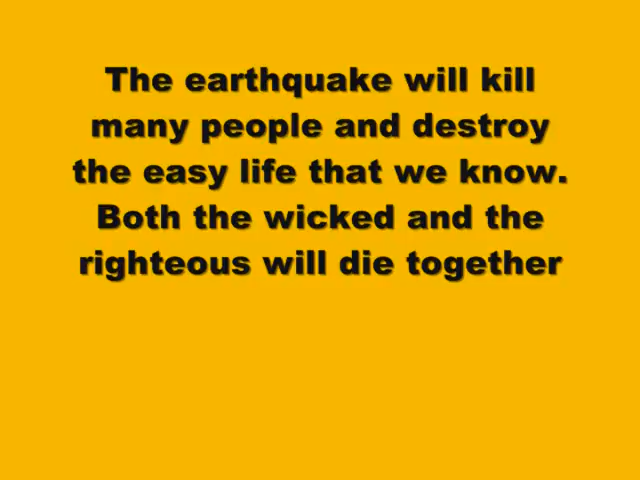 The earthquake will kill
many people and destroy
the easy life that we know.
Both the wicked and the
righteous will die together